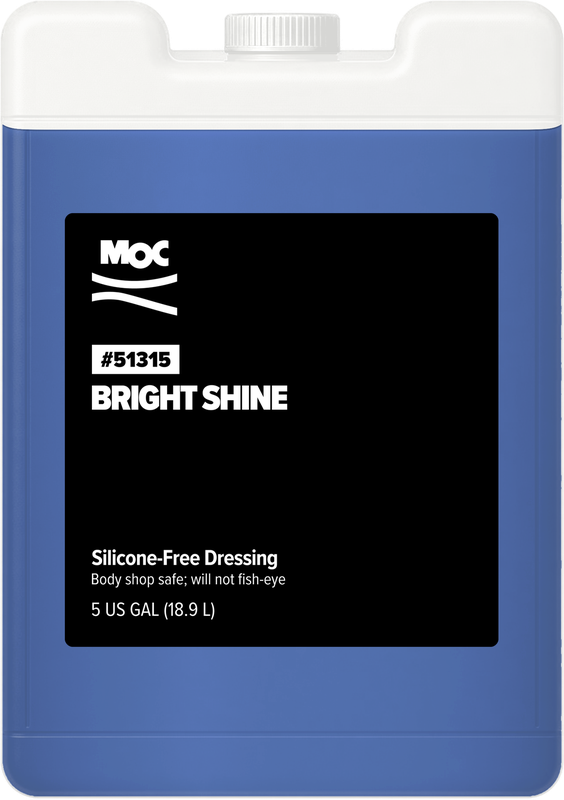 MOC
#51315
BRIGHT SHINE
Silicone-Free Dressing
Body shop safe; will not fish-eye
5 US GAL (18.9 L)